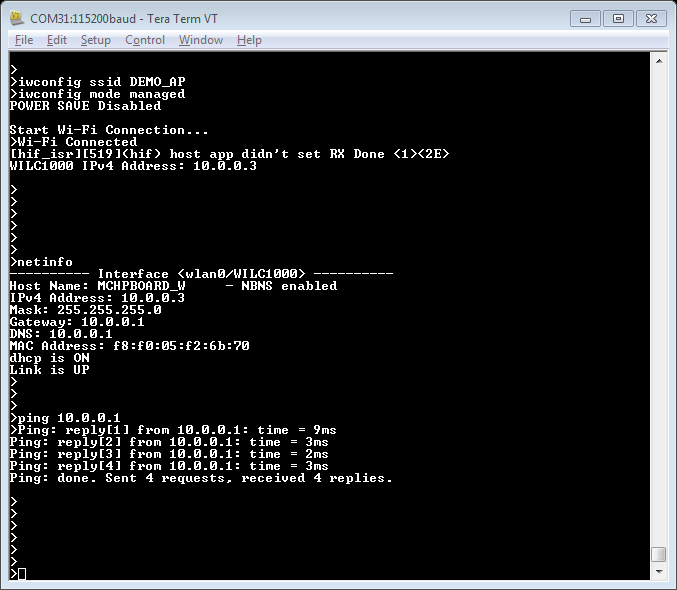 COM31:115200baud - Tera Term VT
File Edit Setup Control Window Help
>
>iwconfig ssid DEMO_AP
>iwconfig mode managed
POWER SAVE Disabled
Start Wi-Fi Connection...
>Wi-Fi Connected
[hif_isr][519]<hif> host app didn't set RX Done <1><2E>
WILC1000 IPv4 Address: 10.0.0.3
>
>
>
>
>
>
>netinfo
---------- Interface <wlan0/WILC1000> ----------
Host Name: MCHPBOARD_W     - NBNS enabled
IPv4 Address: 10.0.0.3
Mask: 255.255.255.0
Gateway: 10.0.0.1
DNS: 10.0.0.1
MAC Address: f8:f0:05:f2:6b:70
dhcp is ON
Link is UP
>
>
>
>ping 10.0.0.1
>Ping: reply[1] from 10.0.0.1: time = 9ms
Ping: reply[2] from 10.0.0.1: time = 3ms
Ping: reply[3] from 10.0.0.1: time = 2ms
Ping: reply[4] from 10.0.0.1: time = 3ms
Ping: done. Sent 4 requests, received 4 replies.
>
>
>
>
>
>
>